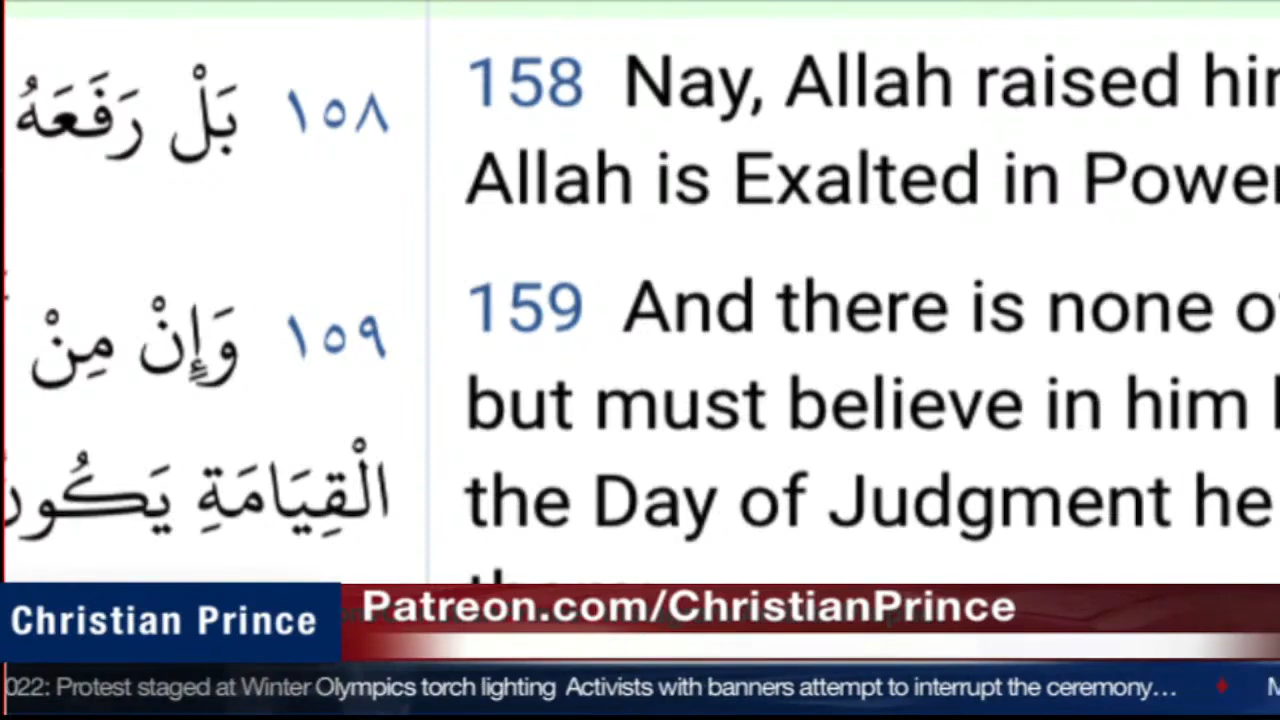 ١٥٨ بَلْ رَفَعَهُ
158 Nay, Allah raised
Allah is Exalted in Power
١٥٩ وَإِنْ مِنْ
الْقِيَامَةِ
159 And there is none
but must believe in him
the Day of Judgment he
Christian Prince
Patreon.com/ChristianPrince
022: Protest staged at Winter Olympics torch lighting Activists with banners attempt to interrupt the ceremony…